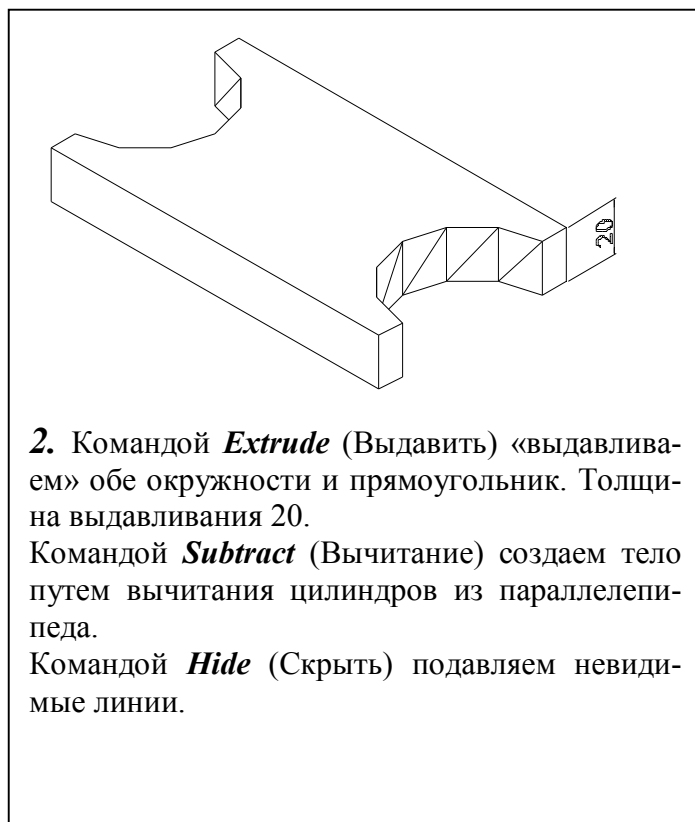 20
2. Командой Extrude (Выдавить) «выдавлива-
ем» обе окружности и прямоугольник. Толщи-
на выдавливания 20.
Командой Subtract (Вычитание) создаем тело
путем вычитания цилиндров из параллелепи-
педа.
Командой Hide (Скрыть) подавляем невиди-
мые линии.